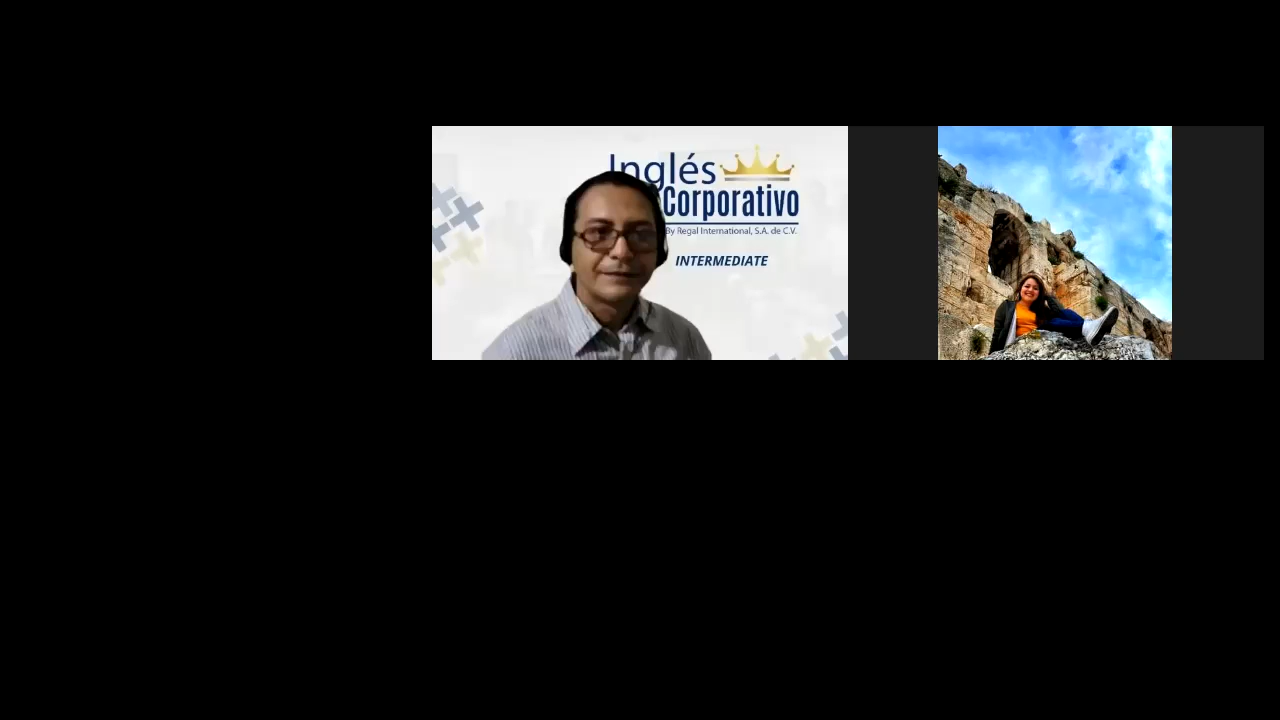 Inglés
Corporativo
By Regal International, S.A. de C.V.
INTERMEDIATE